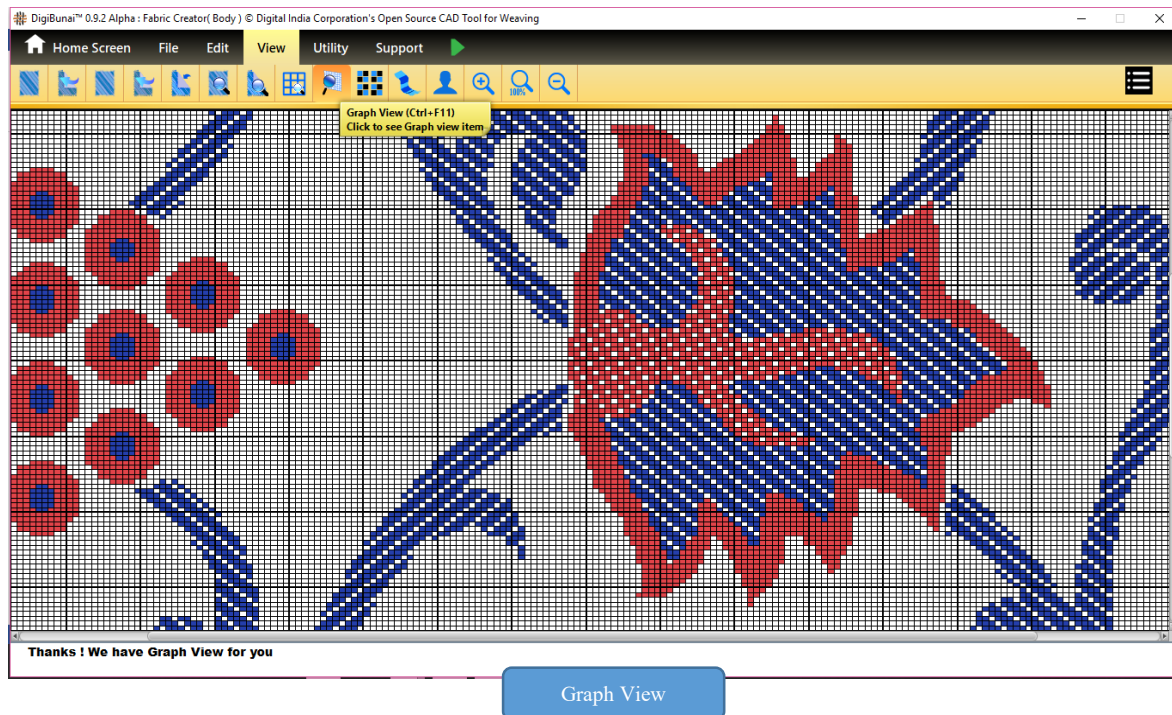 DigiBunai™ 0.9.2 Alpha : Fabric Creator( Body ) © Digital India Corporation's Open Source CAD Tool for Weaving
Home Screen File Edit View Utility Support
100%
Graph View (Ctrl+F11)
Click to see Graph view item
Thanks ! We have Graph View for you
Graph View